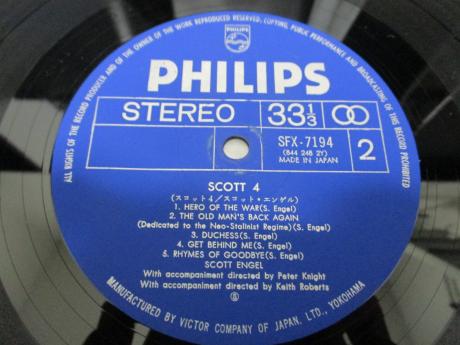 ALL RIGHTS OF THE RECORD PRODUCER AND OF THE OWNER OF THE WORK REPRODUCED RESERVED. COPYING, PUBLIC PERFORMANCE AND BROADCASTING OF THIS RECORD PROHIBITED
PHILIPS
PHILIPS
STEREO 33 1/3
SFX-7194
(844 248 2Y)
MADE IN JAPAN
2
SCOTT 4
(スコット4/スコット・エンゲル)
1. HERO OF THE WAR(S. Engel)
2. THE OLD MAN'S BACK AGAIN
(Dedicated to the Neo-Stalinist Regime)(S. Engel)
3. DUCHESS(S. Engel)
4. GET BEHIND ME(S. Engel)
5. RHYMES OF GOODBYE(S. Engel)
SCOTT ENGEL
With accompaniment directed by Peter Knight
With accompaniment directed by Keith Roberts
MANUFACTURED BY VICTOR COMPANY OF JAPAN, LTD., YOKOHAMA